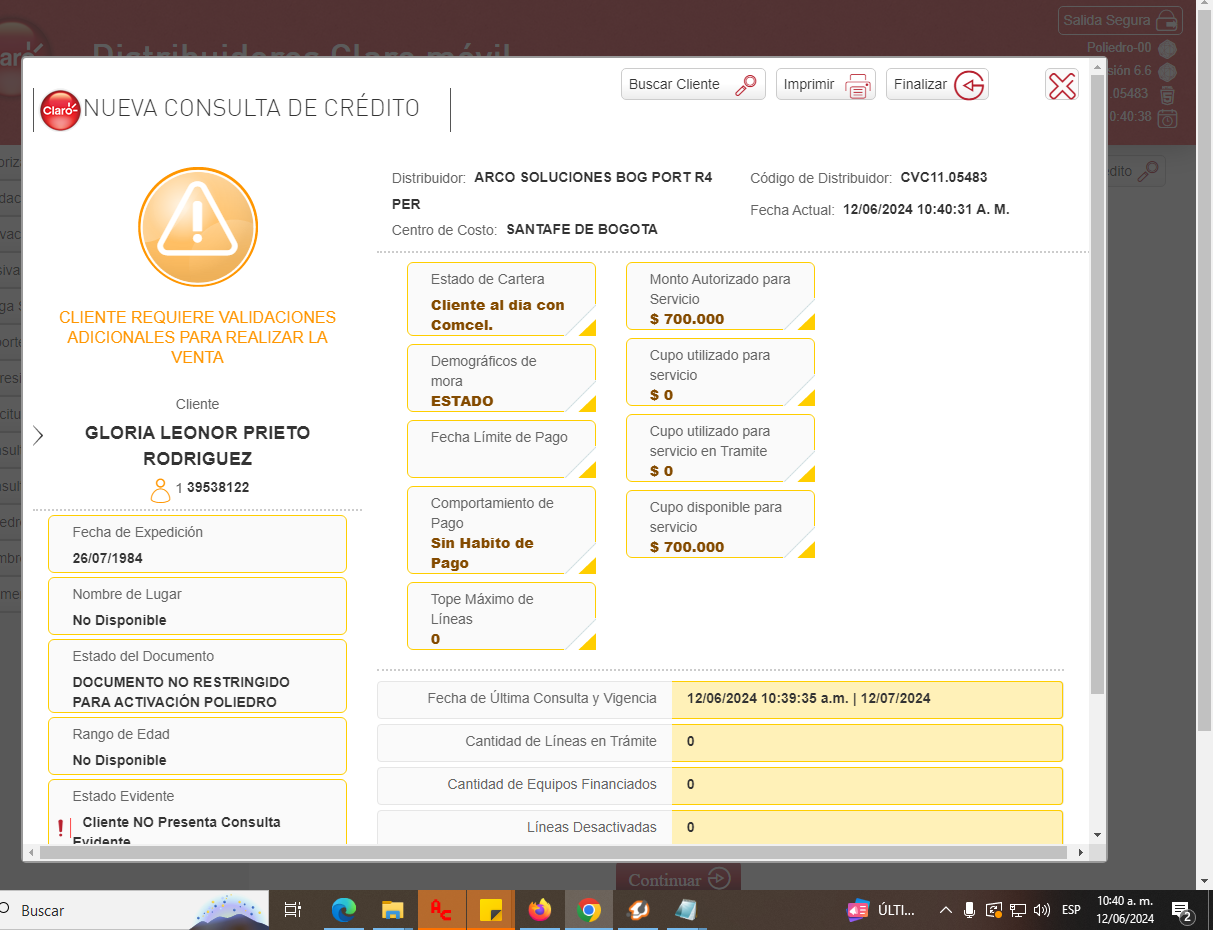 Salida Segura
Distribuidores Claro móvil
Poliedro-00
sión 6.6
.05483
0:40:38
Buscar Cliente
Imprimir
Finalizar
Claro
NUEVA CONSULTA DE CRÉDITO
dito
CLIENTE REQUIERE VALIDACIONES
ADICIONALES PARA REALIZAR LA
VENTA
Cliente
GLORIA LEONOR PRIETO
RODRIGUEZ
1 39538122
Fecha de Expedición
26/07/1984
Nombre de Lugar
No Disponible
Estado del Documento
DOCUMENTO NO RESTRINGIDO
PARA ACTIVACIÓN POLIEDRO
Rango de Edad
No Disponible
Estado Evidente
Cliente NO Presenta Consulta
Evidente
Distribuidor: ARCO SOLUCIONES BOG PORT R4
PER
Centro de Costo: SANTAFE DE BOGOTA
Código de Distribuidor: CVC11.05483
Fecha Actual: 12/06/2024 10:40:31 A. M.
Estado de Cartera
Cliente al dia con
Comcel.
Demográficos de
mora
ESTADO
Fecha Límite de Pago
Comportamiento de
Pago
Sin Habito de
Pago
Tope Máximo de
Líneas
0
Monto Autorizado para
Servicio
$ 700.000
Cupo utilizado para
servicio
$ 0
Cupo utilizado para
servicio en Tramite
$ 0
Cupo disponible para
servicio
$ 700.000
Fecha de Última Consulta y Vigencia 12/06/2024 10:39:35 a.m. | 12/07/2024
Cantidad de Líneas en Trámite 0
Cantidad de Equipos Financiados 0
Líneas Desactivadas 0
Continuar
Buscar
ÚLTI...
ESP
10:40 a. m.
12/06/2024
2